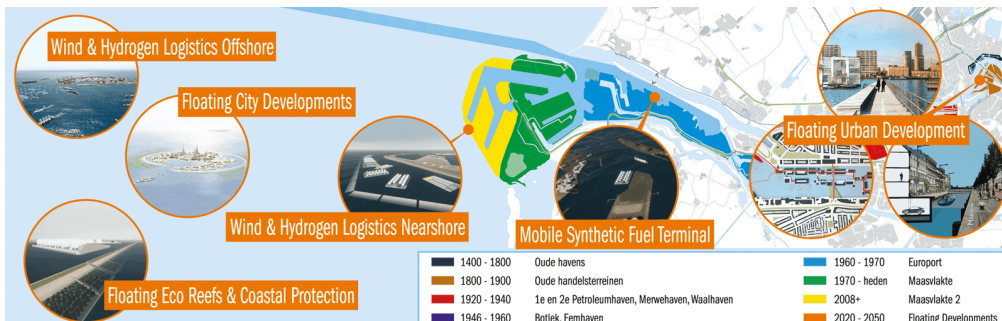 Wind & Hydrogen Logistics Offshore
Floating City Developments
Floating Urban Development
Wind & Hydrogen Logistics Nearshore
Mobile Synthetic Fuel Terminal
Floating Eco Reefs & Coastal Protection
1400 - 1800 Oude havens
1800 - 1900 Oude handelsterreinen
1920 - 1940 1e en 2e Petroleumhaven, Merwehaven, Waalhaven
1946 - 1960 Botlek, Eemhaven
1960 - 1970 Europort
1970 - heden Maasvlakte
2008+ Maasvlakte 2
2020 - 2050 Floating Developments